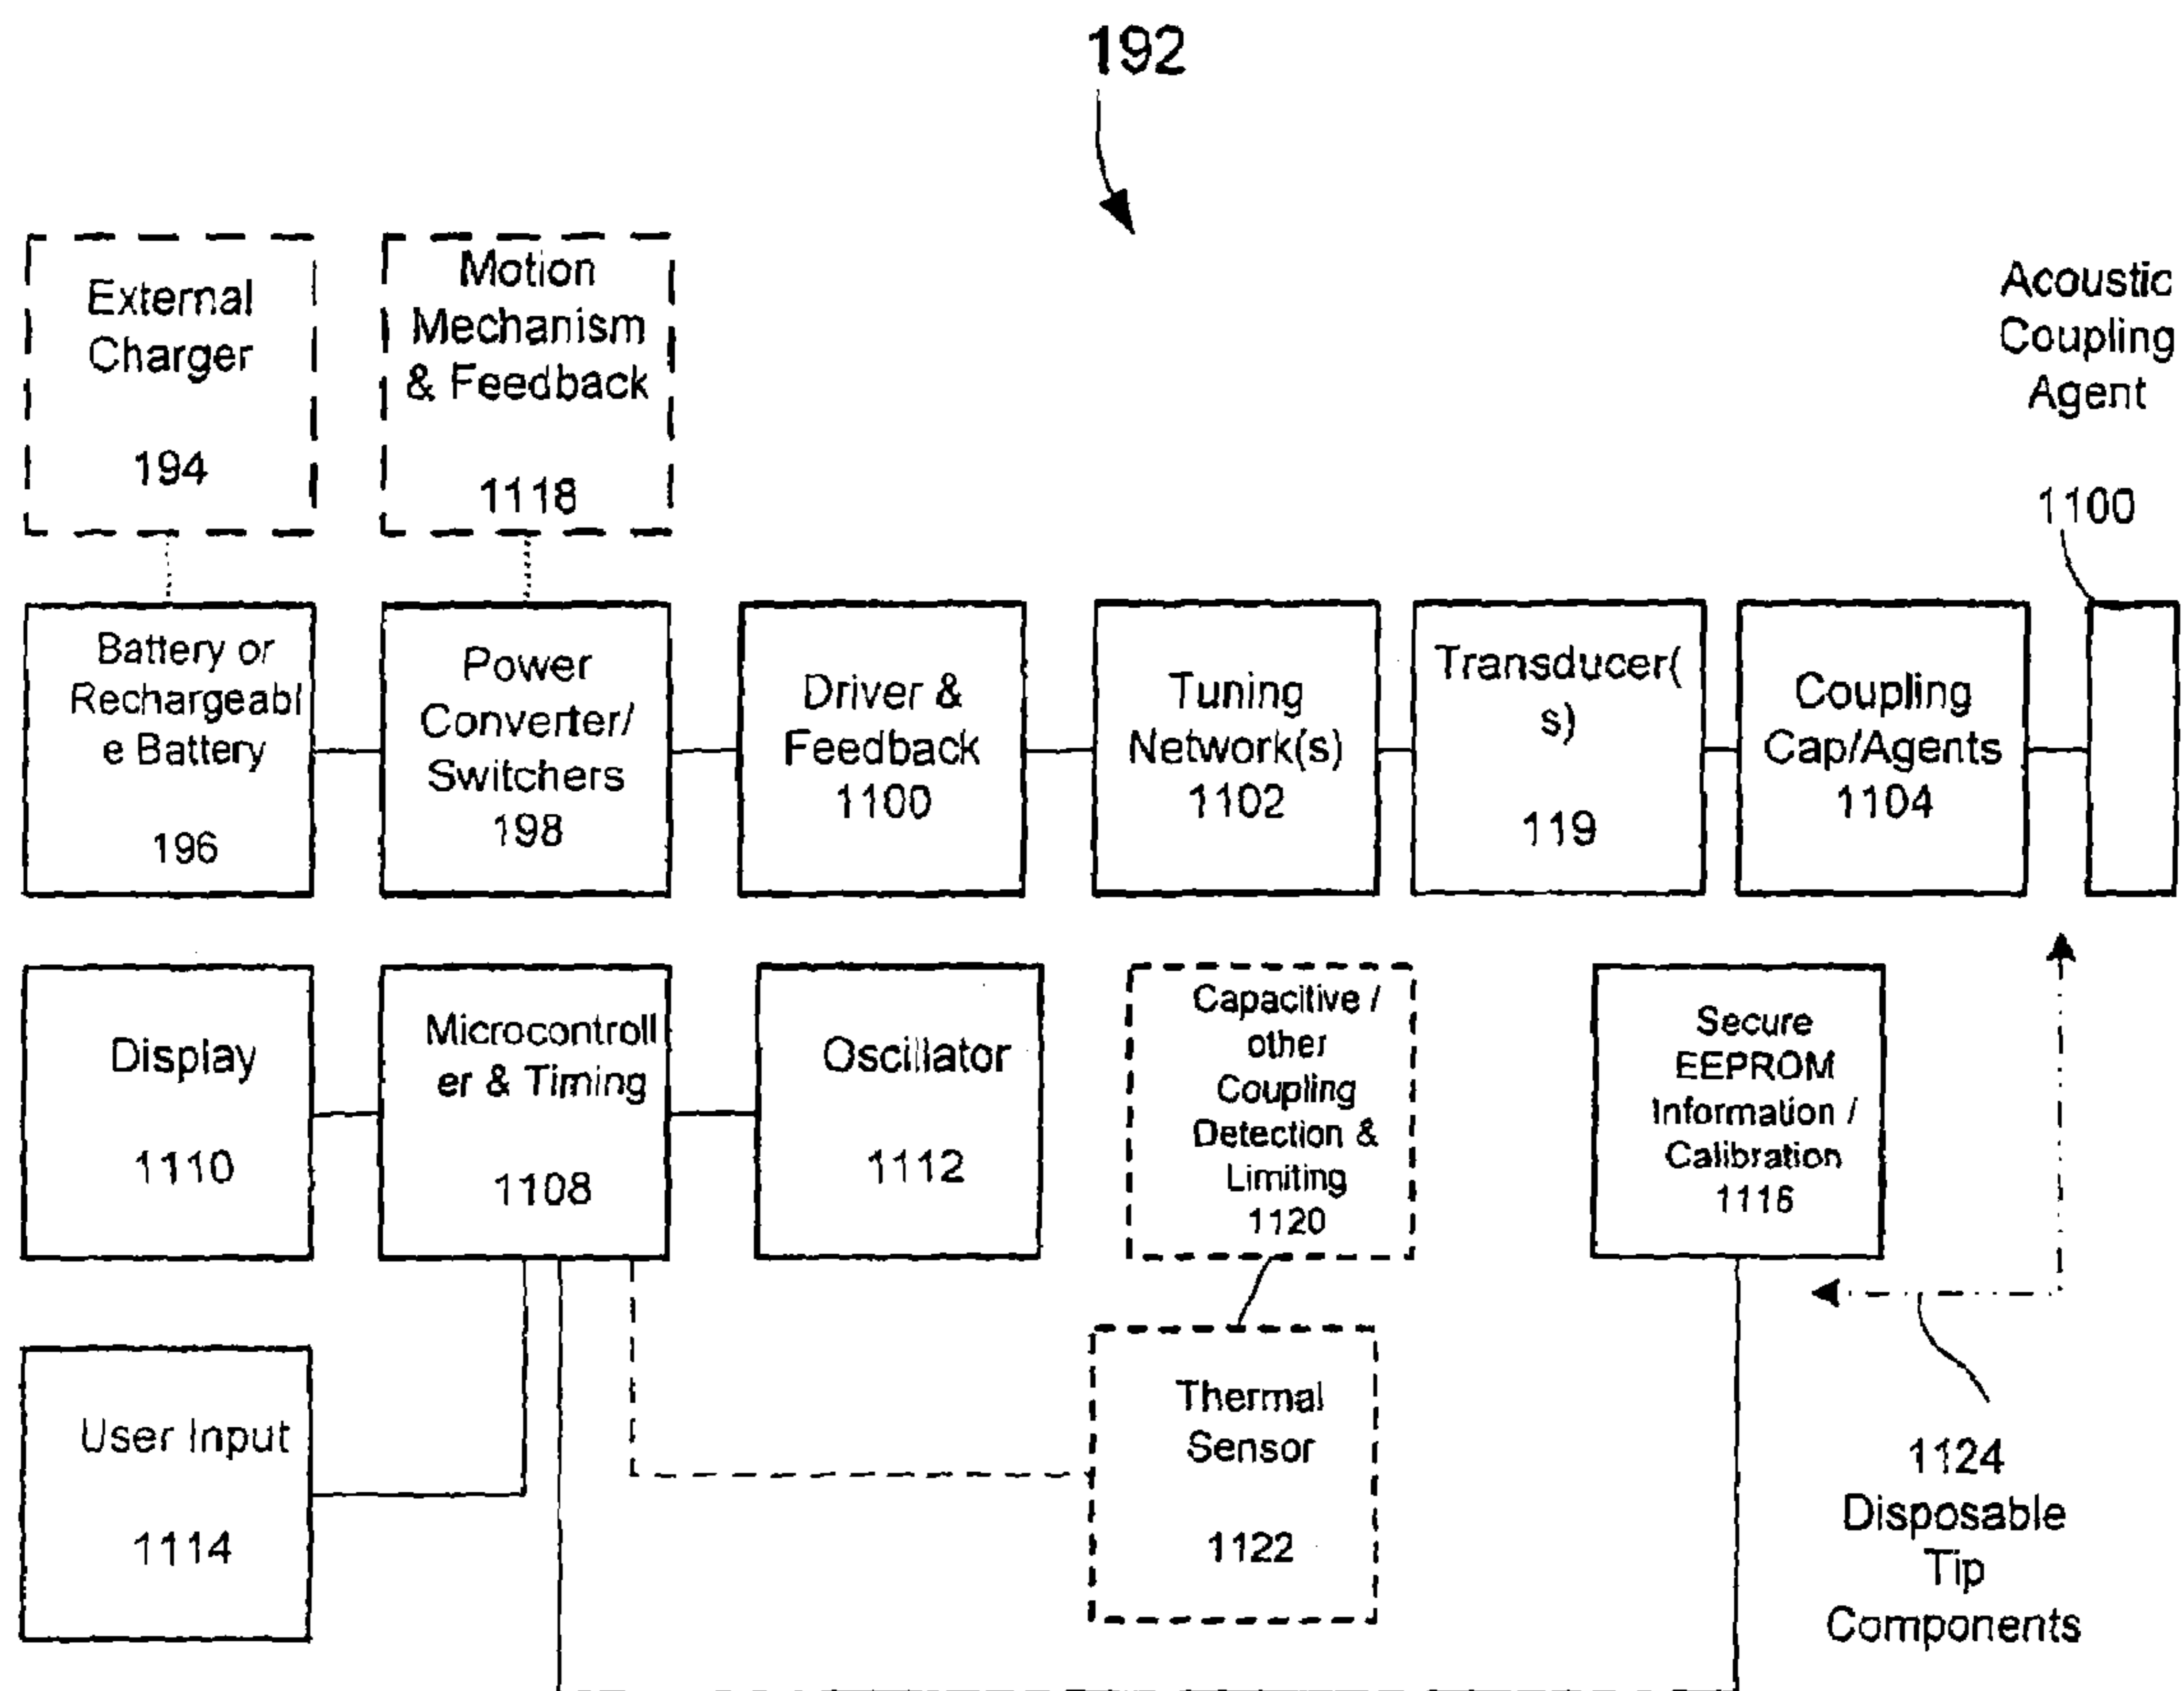 192
External
Charger
194
Motion
Mechanism
& Feedback
1118
Acoustic
Coupling
Agent
1100
Battery or
Rechargeabl
e Battery
196
Power
Converter/
Switchers
198
Driver &
Feedback
1100
Tuning
Network(s)
1102
Transducer(
s)
119
Coupling
Cap/Agents
1104
Display
1110
Microcontroll
er & Timing
1108
Oscillator
1112
Capacitive /
other
Coupling
Detection &
Limiting
1120
Secure
EEPROM
Information /
Calibration
1116
User Input
1114
Thermal
Sensor
1122
1124
Disposable
Tip
Components